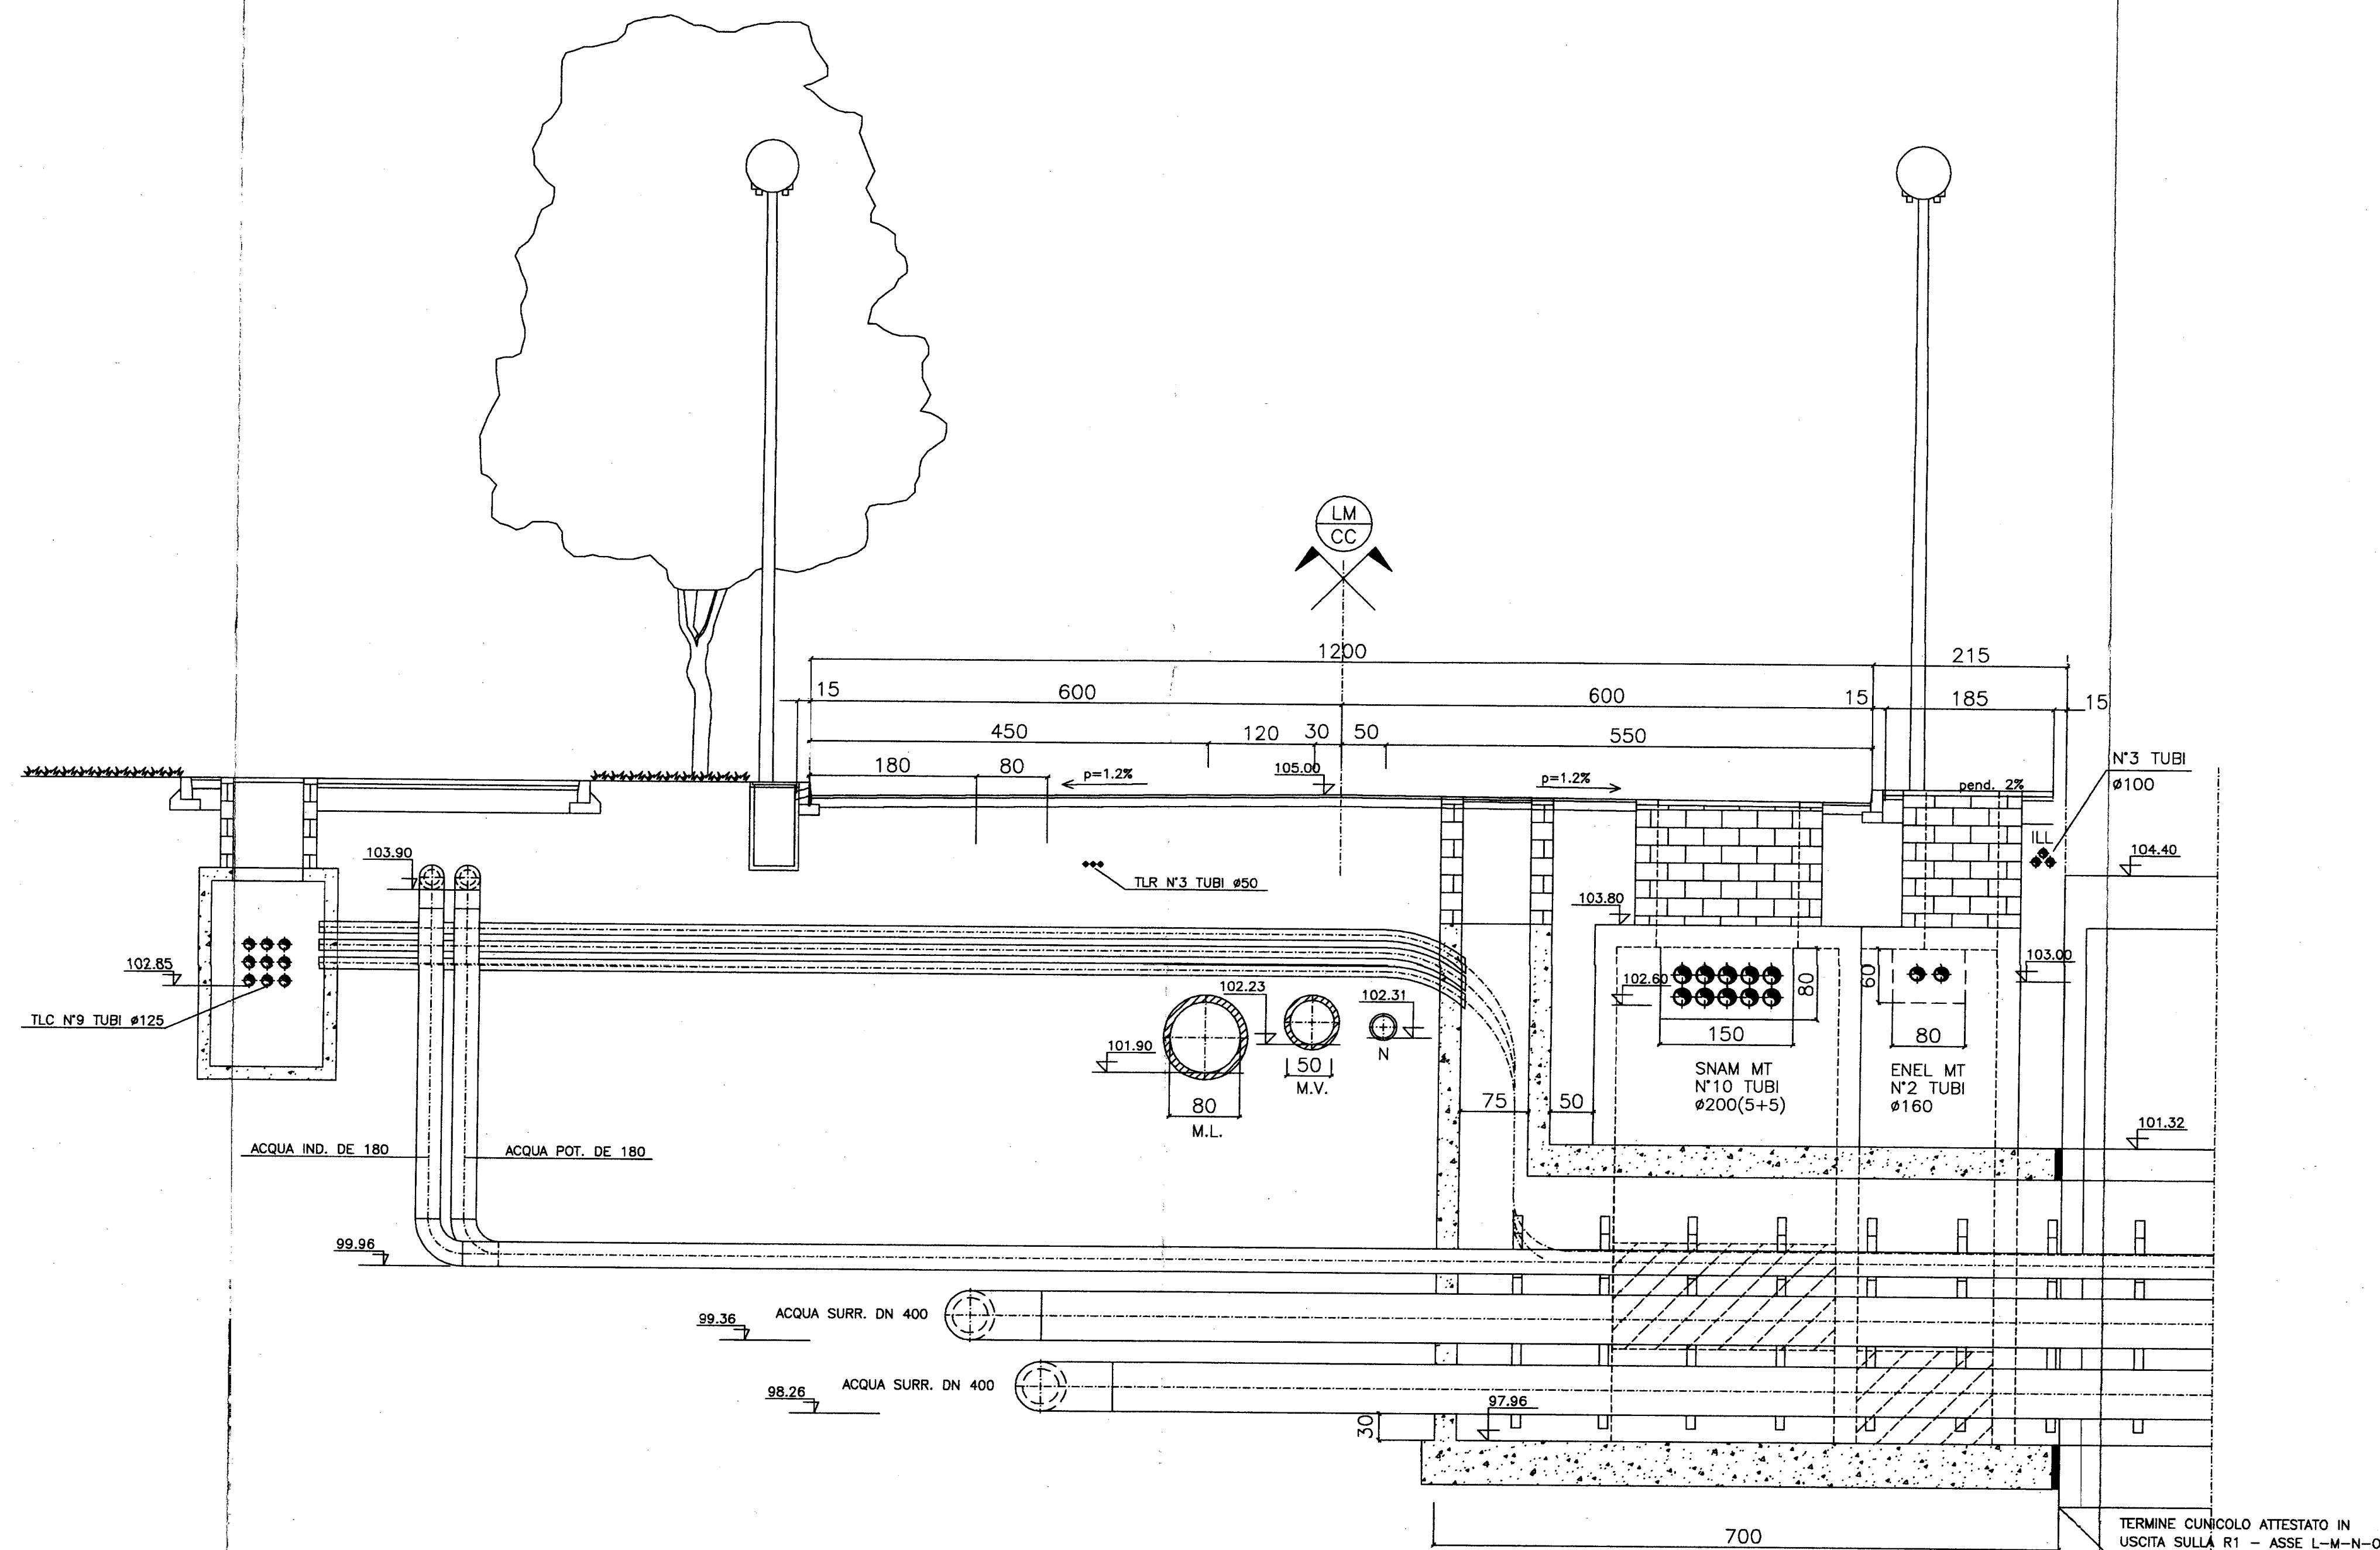 LM
CC
1200
215
15
600
600
15
185
15
450
120
30
50
550
180
80
p=1.2%
105.00
p=1.2%
pend. 2%
N°3 TUBI
ø100
ILL
103.90
TLR N°3 TUBI ø50
104.40
103.80
102.85
102.60
80
60
103.00
102.23
102.31
TLC N°9 TUBI ø125
150
80
101.90
50
M.V.
N
SNAM MT
N°10 TUBI
ø200(5+5)
ENEL MT
N°2 TUBI
ø160
80
M.L.
75
50
101.32
ACQUA IND. DE 180
ACQUA POT. DE 180
99.96
99.36
ACQUA SURR. DN 400
98.26
ACQUA SURR. DN 400
97.96
30
700
TERMINE CUNICOLO ATTESTATO IN
USCITA SULLA R1 - ASSE L-M-N-O